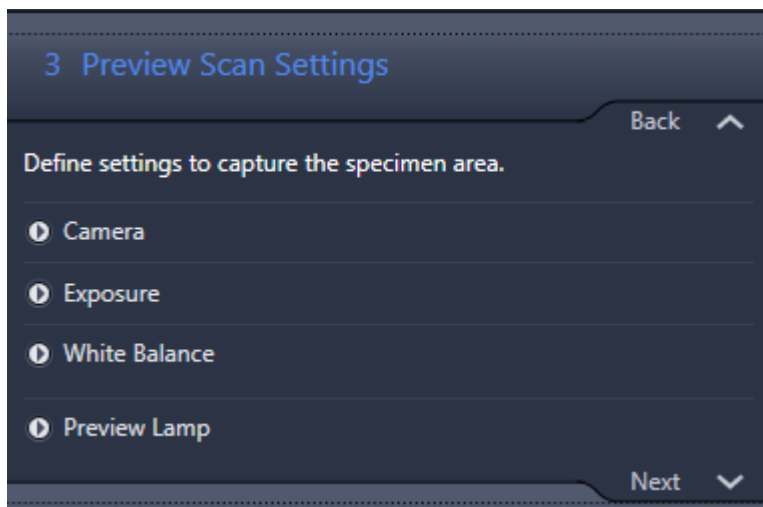 3 Preview Scan Settings
Back
Define settings to capture the specimen area.
Camera
Exposure
White Balance
Preview Lamp
Next